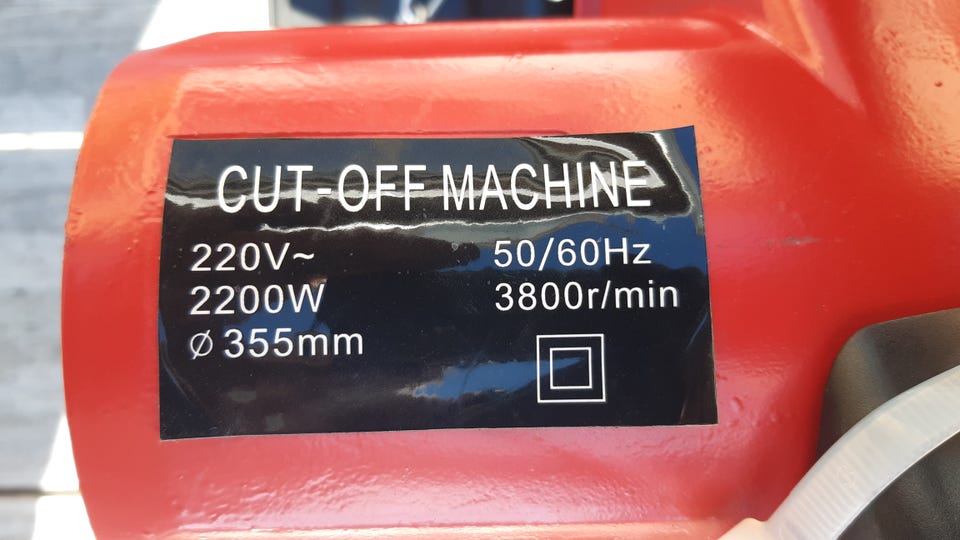 CUT-OFF MACHINE
220V~ 50/60Hz
2200W 3800r/min
Ø 355mm